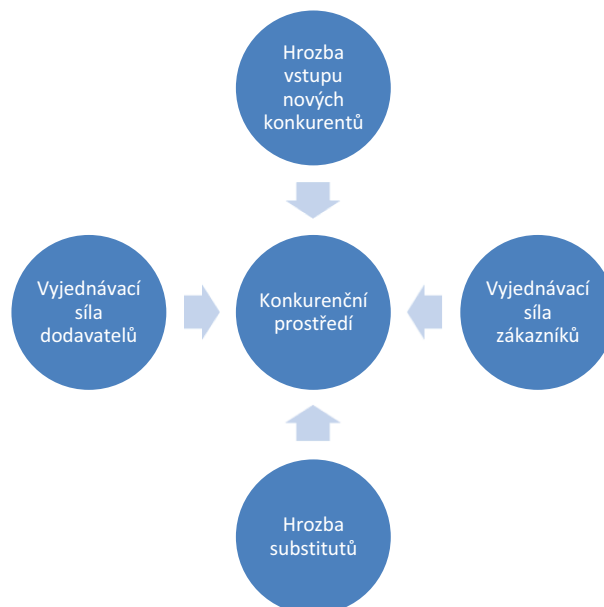 Hrozba
vstupu
nových
konkurentů
Vyjednávací
síla
dodavatelů
Konkurenční
prostředí
Vyjednávací
síla
zákazníků
Hrozba
substitutů